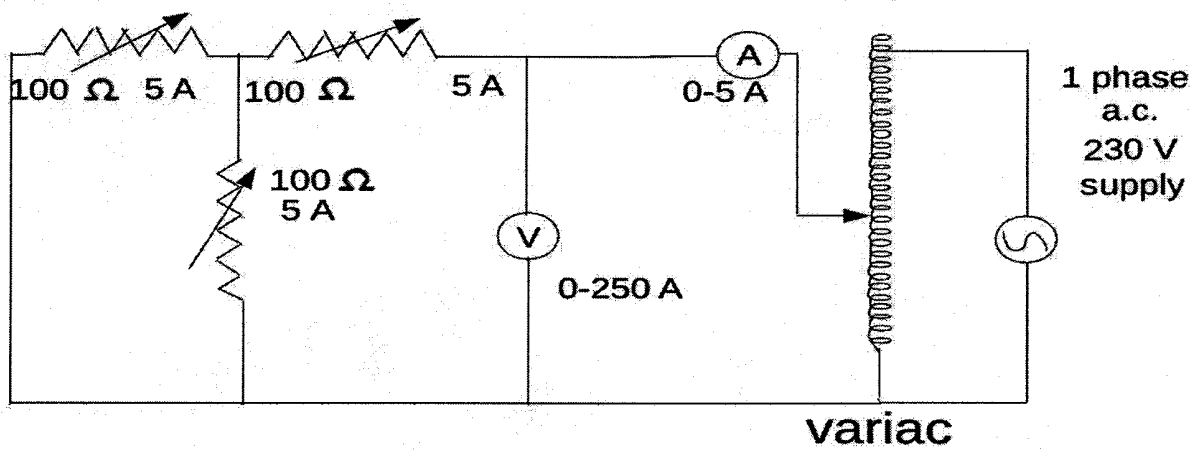 100 Ω 5 A
100 Ω
5 A
A
0-5 A
1 phase
a.c.
230 V
supply
100 Ω
5 A
V
0-250 A
variac